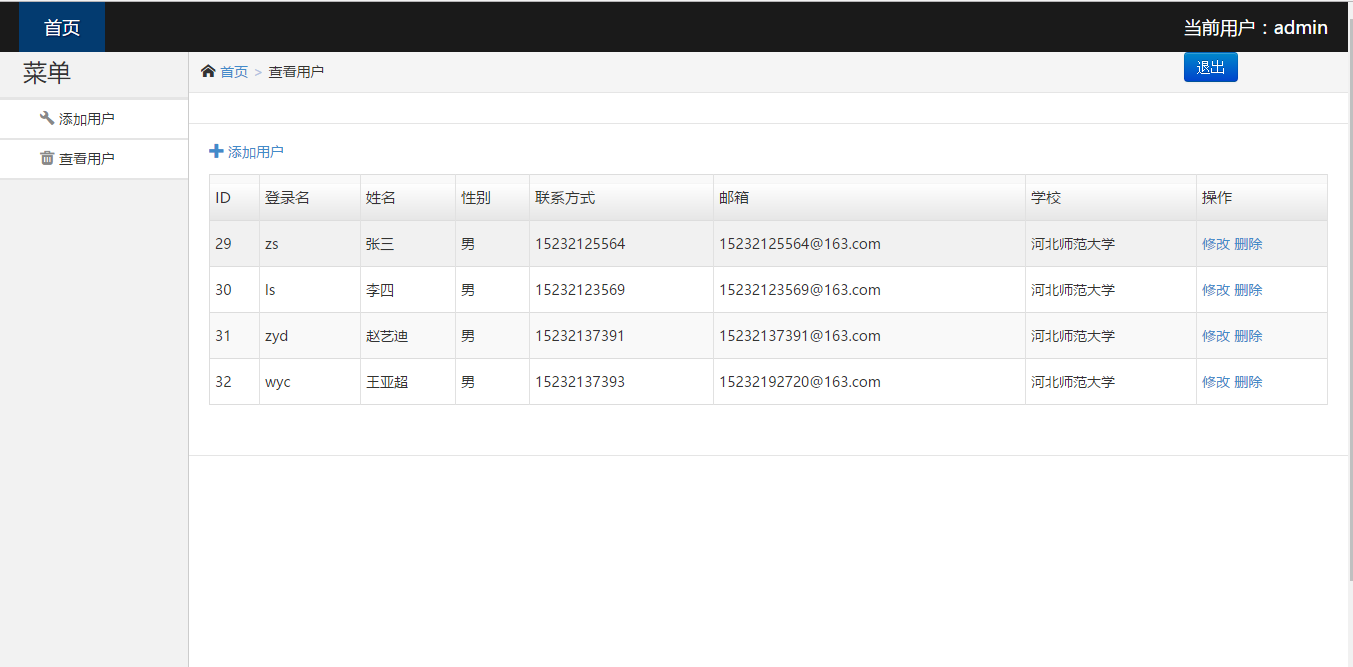 首页 当前用户：admin
菜单
首页 > 查看用户 退出
添加用户
查看用户
添加用户
ID 登录名 姓名 性别 联系方式 邮箱 学校 操作
29 zs 张三 男 15232125564 15232125564@163.com 河北师范大学 修改 删除
30 ls 李四 男 15232123569 15232123569@163.com 河北师范大学 修改 删除
31 zyd 赵艺迪 男 15232137391 15232137391@163.com 河北师范大学 修改 删除
32 wyc 王亚超 男 15232137393 15232192720@163.com 河北师范大学 修改 删除